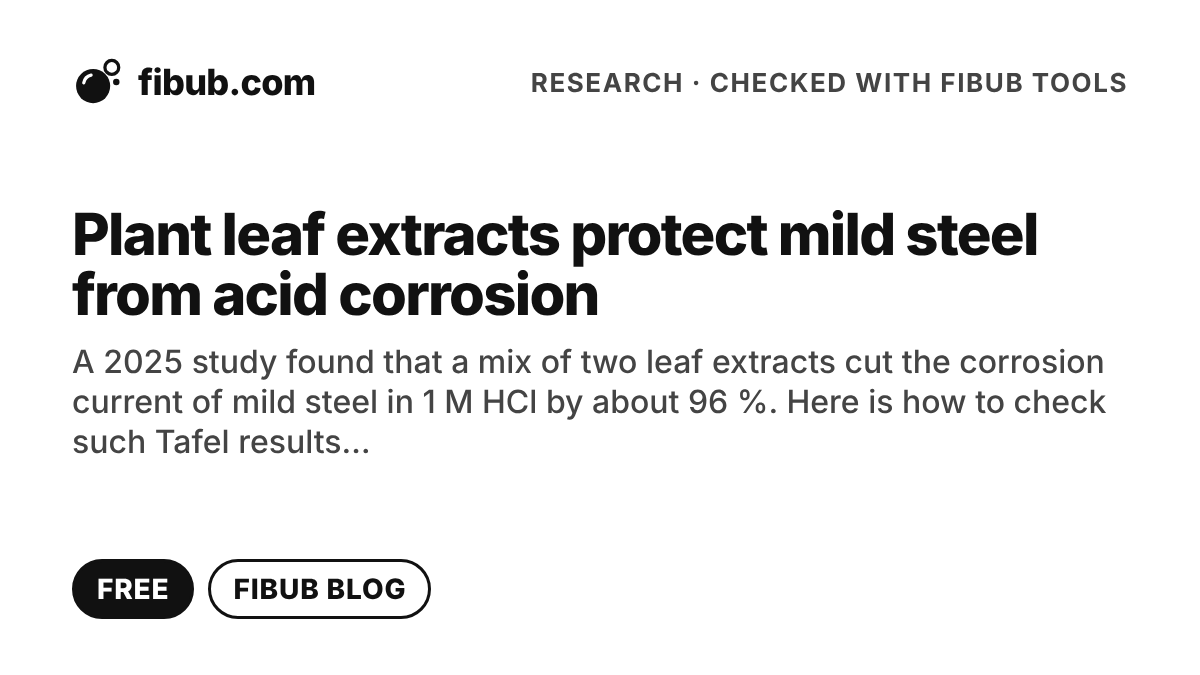 fibub.com
RESEARCH · CHECKED WITH FIBUB TOOLS
Plant leaf extracts protect mild steel
from acid corrosion
A 2025 study found that a mix of two leaf extracts cut the corrosion
current of mild steel in 1 M HCl by about 96 %. Here is how to check
such Tafel results...
FREE
FIBUB BLOG